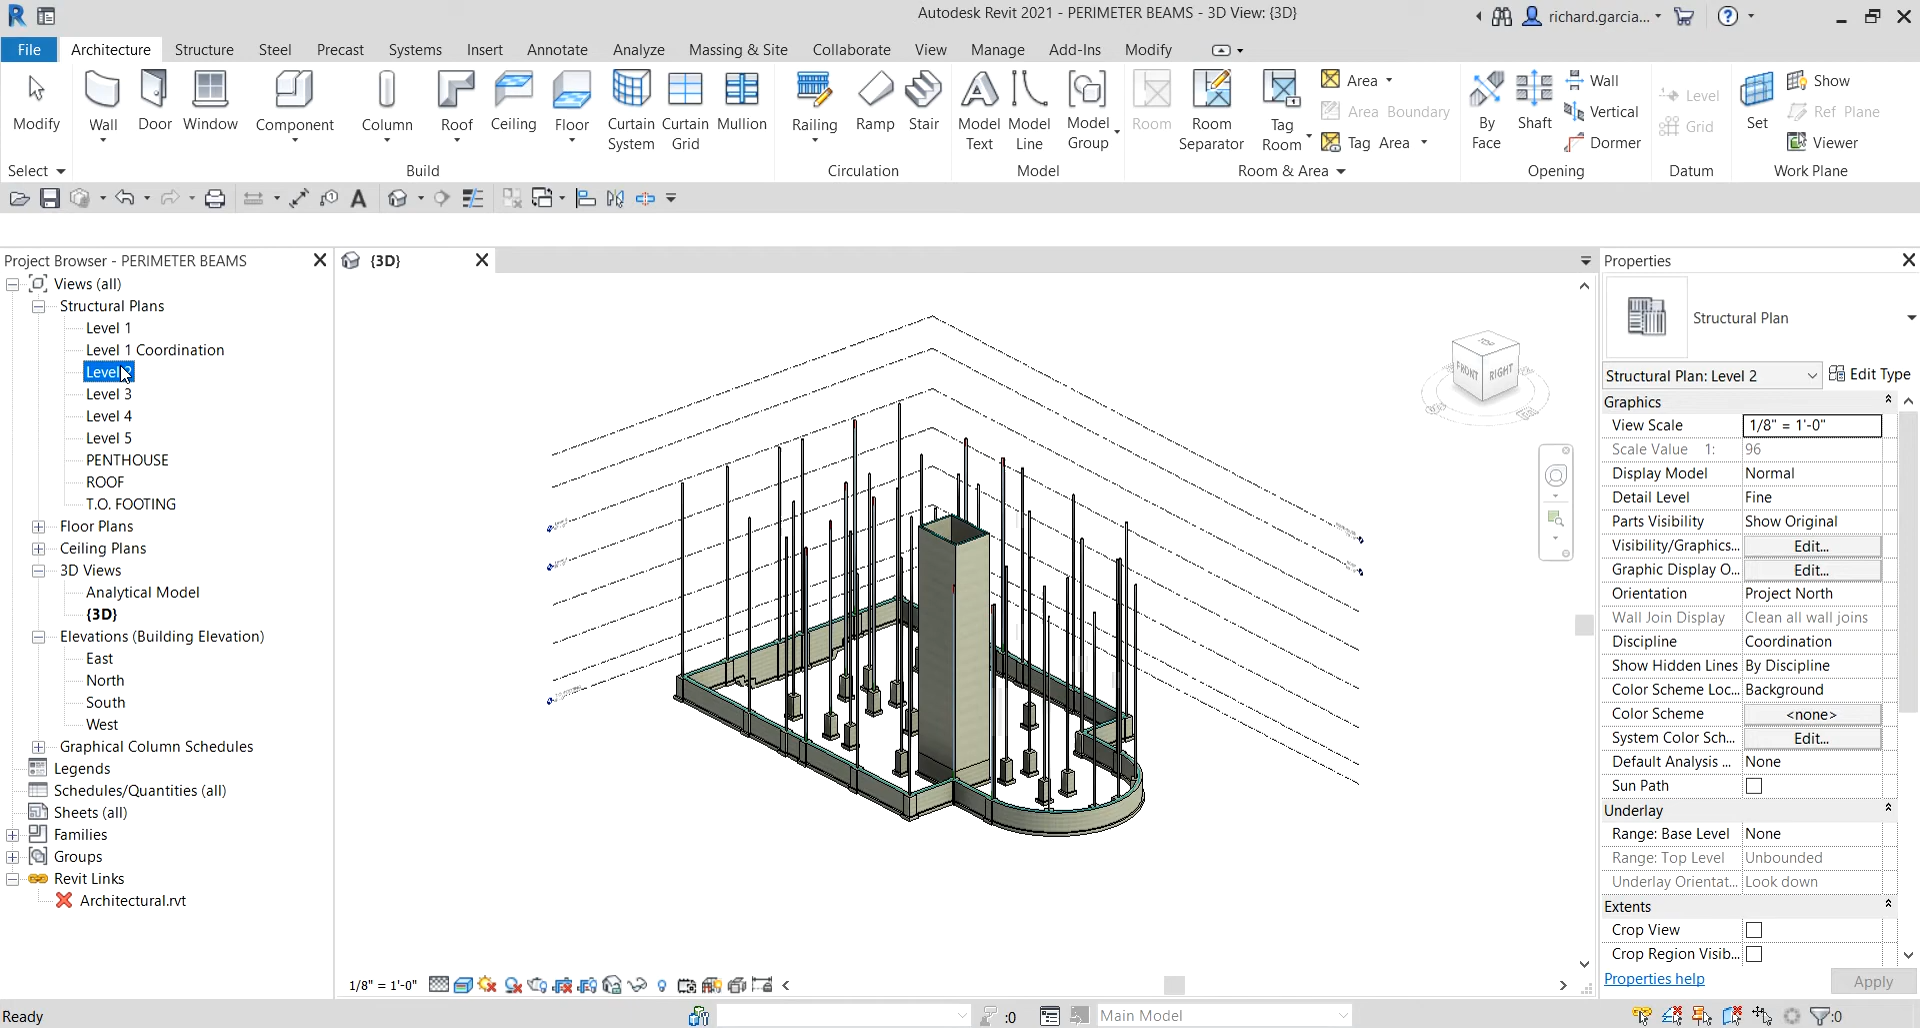 Autodesk Revit 2021 - PERIMETER BEAMS - 3D View: {3D}
richard.garcia...
File Architecture Structure Steel Precast Systems Insert Annotate Analyze Massing & Site Collaborate View Manage Add-Ins Modify
Modify Wall Door Window Component Column Roof Ceiling Floor Curtain System Curtain Grid Mullion Railing Ramp Stair Model Text Model Line Model Group Room Room Separator Tag Room
Area
Area Boundary
Tag Area
By Face Shaft
Wall
Vertical
Dormer
Level
Grid
Set
Show
Ref Plane
Viewer
Select Build Circulation Model Room & Area Opening Datum Work Plane
Project Browser - PERIMETER BEAMS
Views (all)
Structural Plans
Level 1
Level 1 Coordination
Level 2
Level 3
Level 4
Level 5
PENTHOUSE
ROOF
T.O. FOOTING
Floor Plans
Ceiling Plans
3D Views
Analytical Model
{3D}
Elevations (Building Elevation)
East
North
South
West
Graphical Column Schedules
Legends
Schedules/Quantities (all)
Sheets (all)
Families
Groups
Revit Links
Architectural.rvt
{3D}
TOP
FRONT RIGHT
Properties
Structural Plan
Structural Plan: Level 2 Edit Type
Graphics
View Scale 1/8" = 1'-0"
Scale Value 1: 96
Display Model Normal
Detail Level Fine
Parts Visibility Show Original
Visibility/Graphics... Edit...
Graphic Display O... Edit...
Orientation Project North
Wall Join Display Clean all wall joins
Discipline Coordination
Show Hidden Lines By Discipline
Color Scheme Loc... Background
Color Scheme <none>
System Color Sch... Edit...
Default Analysis ... None
Sun Path
Underlay
Range: Base Level None
Range: Top Level Unbounded
Underlay Orientat... Look down
Extents
Crop View
Crop Region Visib...
Properties help Apply
1/8" = 1'-0"
Ready
:0
Main Model
:0